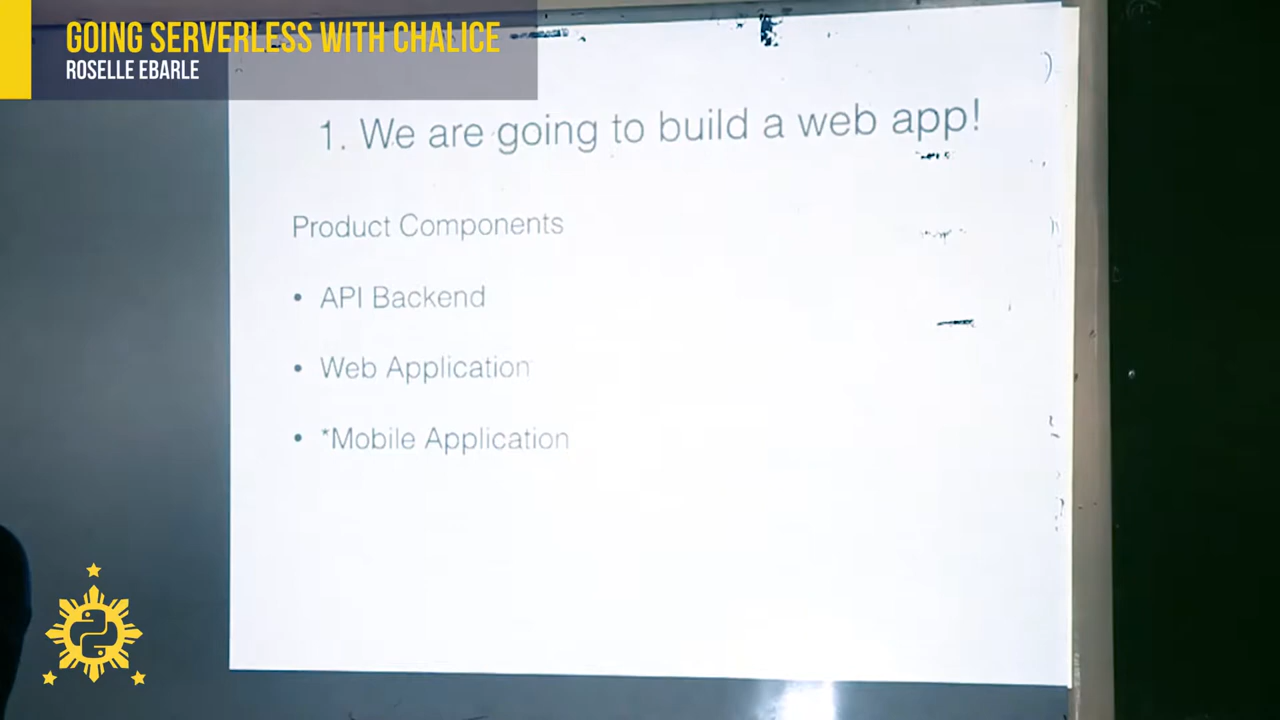 GOING SERVERLESS WITH CHALICE
ROSELLE EBARLE
1. We are going to build a web app!
Product Components
• API Backend
• Web Application
• *Mobile Application